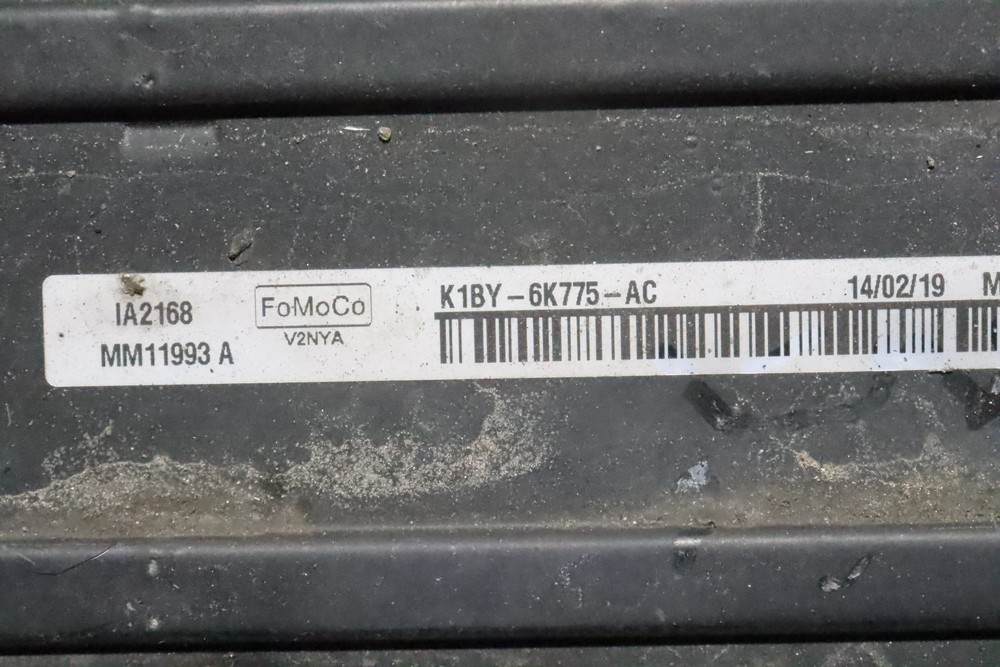 IA2168
MM11993 A
FoMoCo
V2NYA
K1BY-6K775-AC
14/02/19